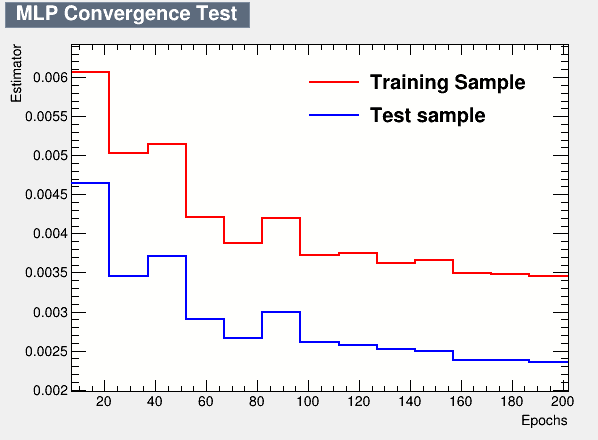 MLP Convergence Test
Estimator
Training Sample
Test sample
0.006
0.0055
0.005
0.0045
0.004
0.0035
0.003
0.0025
0.002
20 40 60 80 100 120 140 160 180 200
Epochs